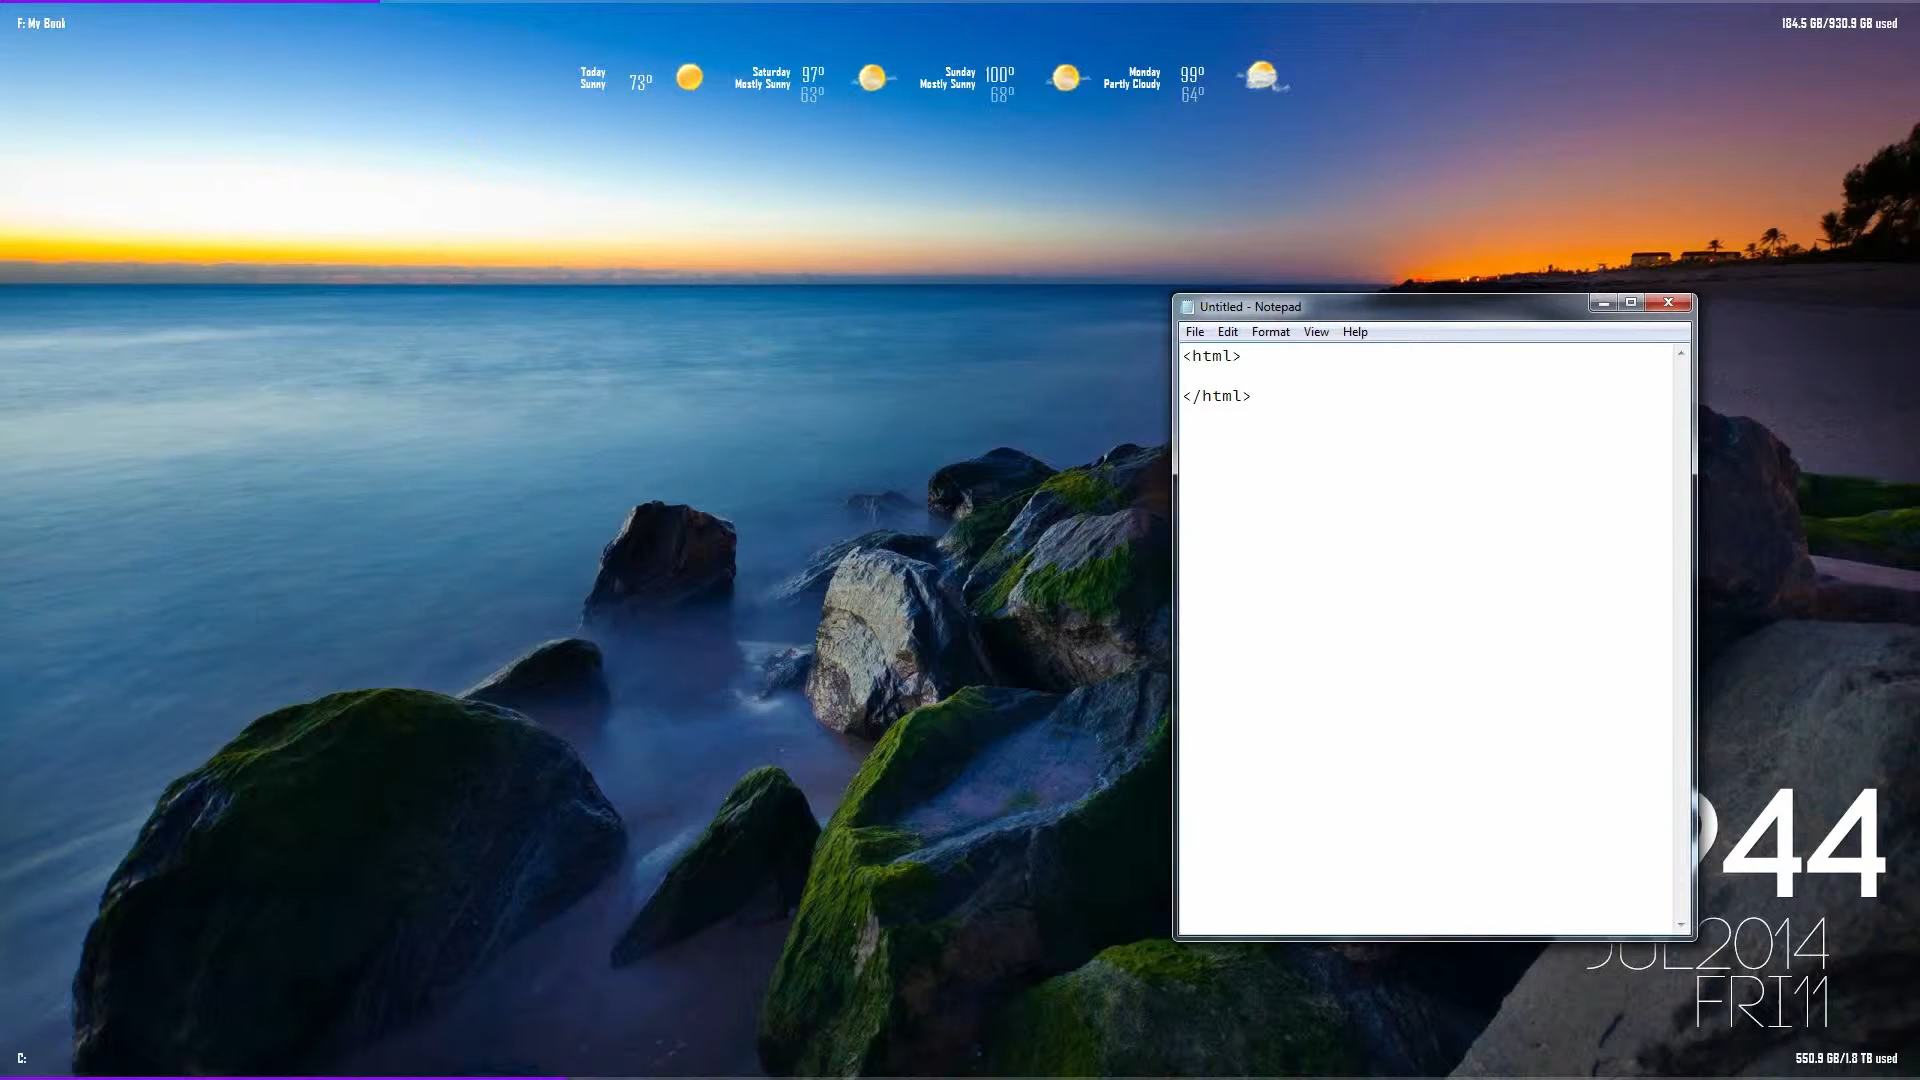 F: My Book
184.5 GB/930.9 GB used
Today
Sunny
73°
Saturday
Mostly Sunny
97°
63°
Sunday
Mostly Sunny
100°
68°
Monday
Partly Cloudy
99°
64°
Untitled - Notepad
File Edit Format View Help
<html>
</html>
44
JUL2014
FRI11
C:
550.9 GB/1.8 TB used